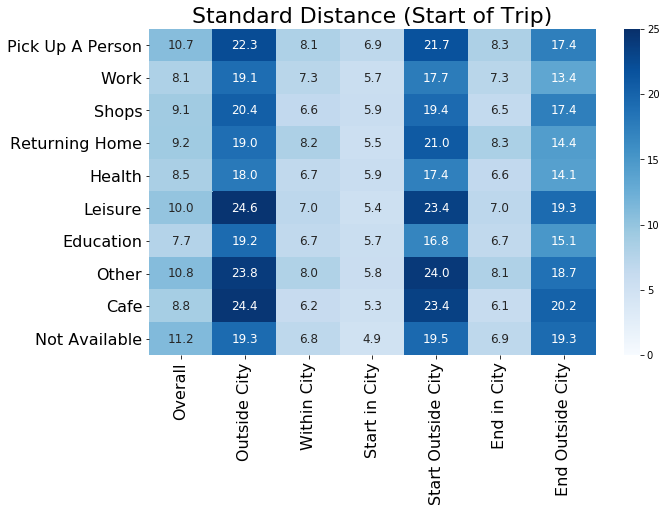 Standard Distance (Start of Trip)
Pick Up A Person 10.7 22.3 8.1 6.9 21.7 8.3 17.4
Work 8.1 19.1 7.3 5.7 17.7 7.3 13.4
Shops 9.1 20.4 6.6 5.9 19.4 6.5 17.4
Returning Home 9.2 19.0 8.2 5.5 21.0 8.3 14.4
Health 8.5 18.0 6.7 5.9 17.4 6.6 14.1
Leisure 10.0 24.6 7.0 5.4 23.4 7.0 19.3
Education 7.7 19.2 6.7 5.7 16.8 6.7 15.1
Other 10.8 23.8 8.0 5.8 24.0 8.1 18.7
Cafe 8.8 24.4 6.2 5.3 23.4 6.1 20.2
Not Available 11.2 19.3 6.8 4.9 19.5 6.9 19.3
Overall
Outside City
Within City
Start in City
Start Outside City
End in City
End Outside City
25
20
15
10
5
0